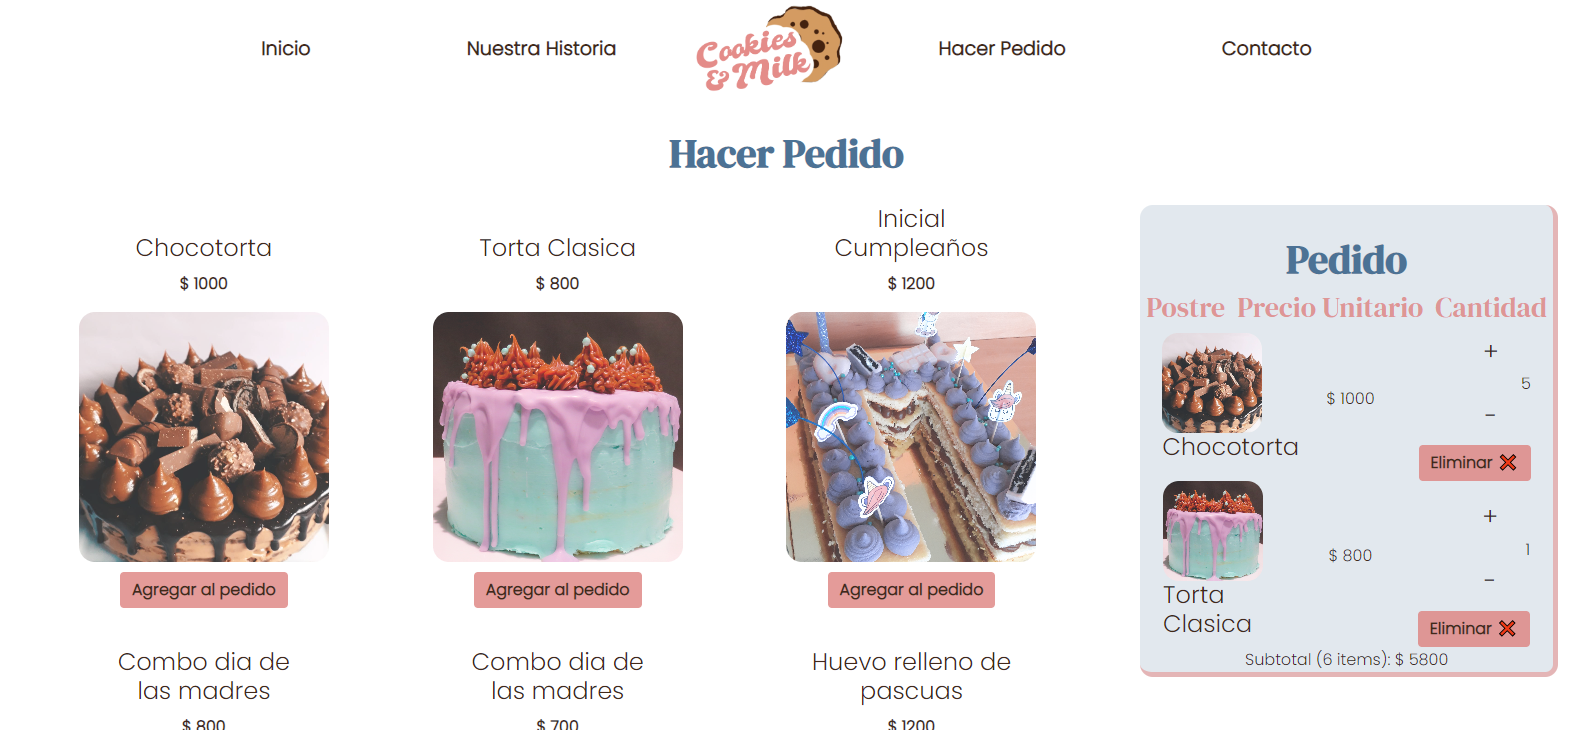 Inicio
Nuestra Historia
Cookies
& Milk
Hacer Pedido
Contacto
Hacer Pedido
Chocotorta
$ 1000
Agregar al pedido
Torta Clasica
$ 800
Agregar al pedido
Inicial
Cumpleaños
$ 1200
Agregar al pedido
Combo dia de
las madres
$ 800
Combo dia de
las madres
$ 700
Huevo relleno de
pascuas
$ 1200
Pedido
Postre Precio Unitario Cantidad
Chocotorta
$ 1000
+
5
-
Eliminar ❌
Torta
Clasica
$ 800
+
1
-
Eliminar ❌
Subtotal (6 items): $ 5800